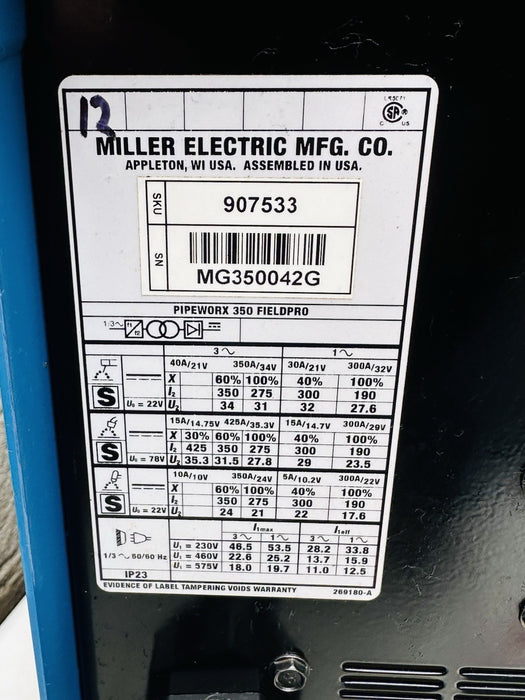 12
SA
C US
MILLER ELECTRIC MFG. CO.
APPLETON, WI USA. ASSEMBLED IN USA.
SKU 907533
SN MG350042G
PIPEWORX 350 FIELDPRO
1/3~ f1 f2
3~ 1~
40A/21V 350A/34V 30A/21V 300A/32V
X 60% 100% 40% 100%
S I2 350 275 300 190
U0 = 22V U2 34 31 32 27.6
15A/14.75V 425A/35.3V 15A/14.7V 300A/29V
X 30% 60% 100% 40% 100%
S I2 425 350 275 300 190
U0 = 78V U2 35.3 31.5 27.8 29 23.5
10A/10V 350A/24V 5A/10.2V 300A/22V
X 60% 100% 40% 100%
S I2 350 275 300 190
U0 = 22V U2 24 21 22 17.6
I1max I1eff
3~ 1~ 3~ 1~
U1 = 230V 46.5 53.5 28.2 33.8
1/3~ 50/60 Hz U1 = 460V 22.6 25.2 13.7 15.9
U1 = 575V 18.0 19.7 11.0 12.5
IP23
EVIDENCE OF LABEL TAMPERING VOIDS WARRANTY 269180-A